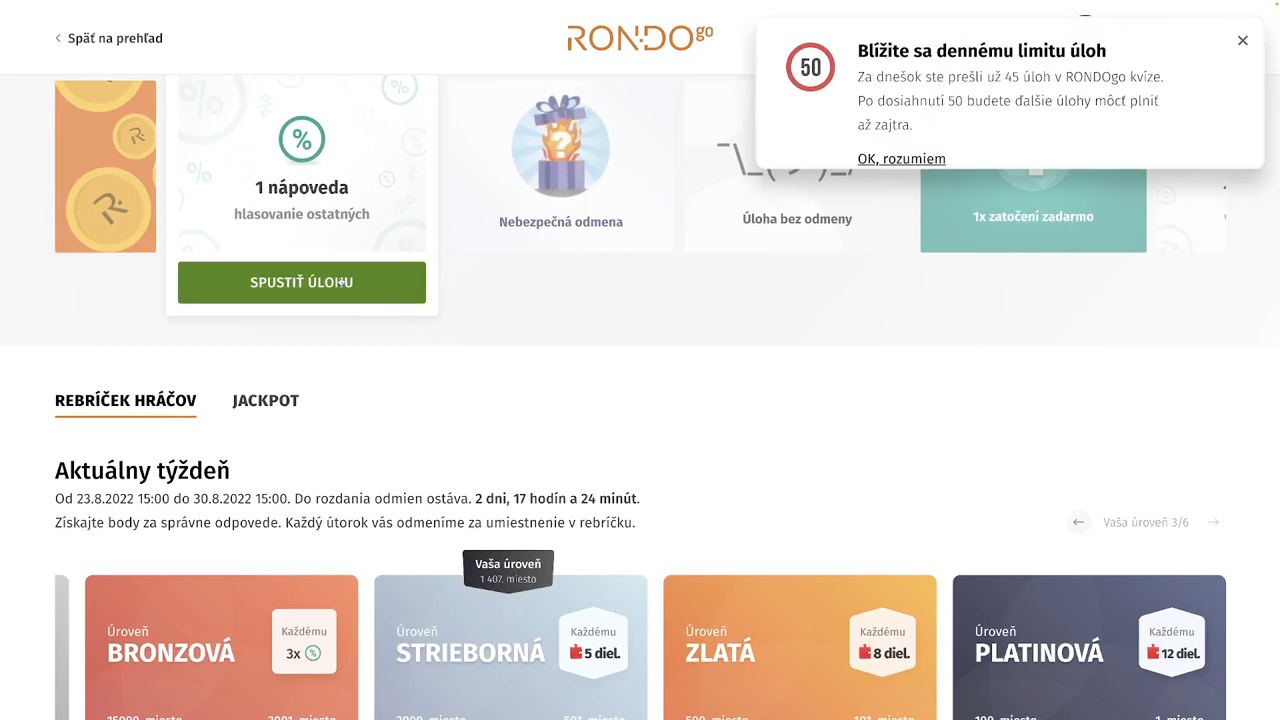 Späť na prehľad
RONDOgo
50
Blížite sa dennému limitu úloh
Za dnešok ste prešli už 45 úloh v RONDOgo kvíze.
Po dosiahnutí 50 budete ďalšie úlohy môcť plniť
až zajtra.
OK, rozumiem
1 nápoveda
hlasovanie ostatných
SPUSTIŤ ÚLOHU
Nebezpečná odmena
Úloha bez odmeny
1x zatočení zadarmo
REBRÍČEK HRÁČOV
JACKPOT
Aktuálny týždeň
Od 23.8.2022 15:00 do 30.8.2022 15:00. Do rozdania odmien ostáva. 2 dni, 17 hodín a 24 minút.
Získajte body za správne odpovede. Každý útorok vás odmeníme za umiestnenie v rebríčku.
Vaša úroveň 3/6
Vaša úroveň
1 407. miesto
Úroveň
BRONZOVÁ
Každému
3x %
Úroveň
STRIEBORNÁ
Každému
5 diel.
Úroveň
ZLATÁ
Každému
8 diel.
Úroveň
PLATINOVÁ
Každému
12 diel.